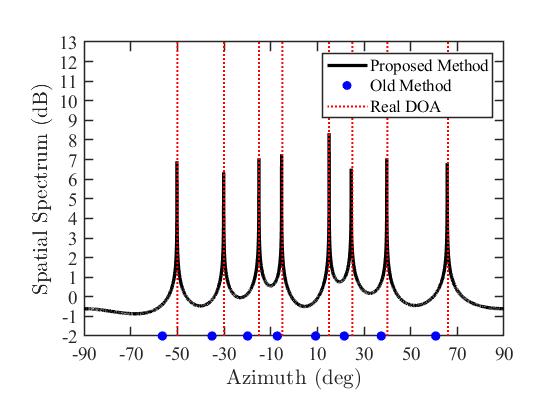 13
12
11
10
9
8
7
6
5
4
3
2
1
0
-1
-2
Spatial Spectrum (dB)
Proposed Method
Old Method
Real DOA
-90 -70 -50 -30 -10 10 30 50 70 90
Azimuth (deg)